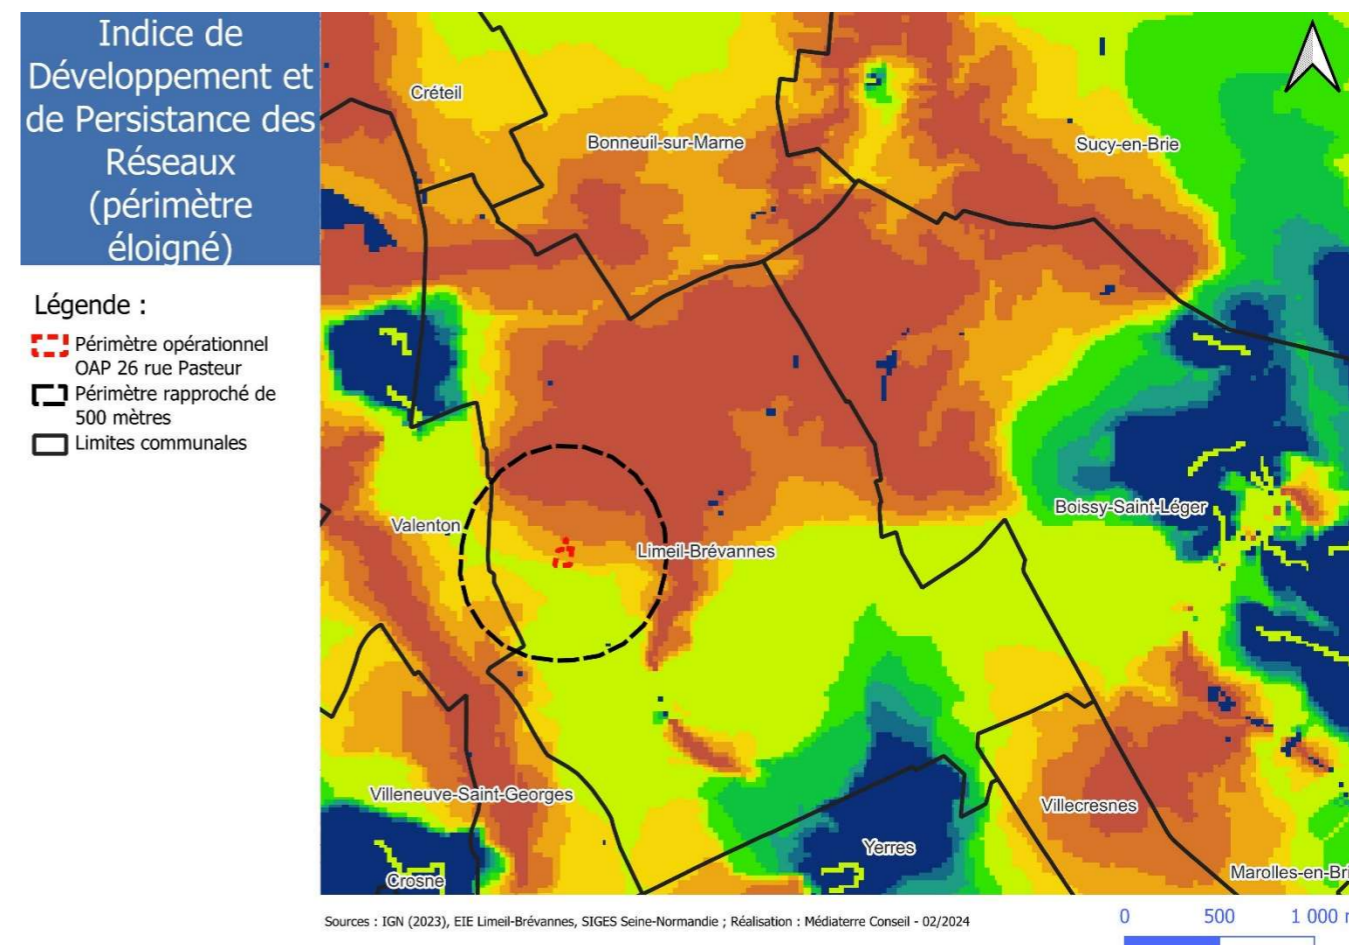 Indice de
Développement et
de Persistance des
Réseaux
(périmètre
éloigné)
Légende :
Périmètre opérationnel
OAP 26 rue Pasteur
Périmètre rapproché de
500 mètres
Limites communales
Créteil
Bonneuil-sur-Marne
Sucy-en-Brie
Boissy-Saint-Léger
Valenton
Limeil-Brévannes
Villeneuve-Saint-Georges
Villecresnes
Yerres
Marolles-en-Bri
Crosne
Sources : IGN (2023), EIE Limeil-Brévannes, SIGES Seine-Normandie ; Réalisation : Médiaterre Conseil - 02/2024
0 500 1 000 m